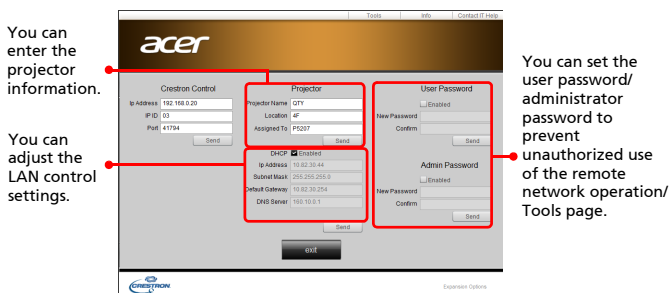 You can
enter the
projector
information.
You can
adjust the
LAN control
settings.
Tools Info Contact IT Help
acer
Crestron Control
Ip Address 192.168.0.20
IP ID 03
Port 41794
Send
Projector
Projector Name QTY
Location 4F
Assigned To P5207
Send
DHCP Enabled
Ip Address 10.82.30.44
Subnet Mask 255.255.255.0
Default Gateway 10.82.30.254
DNS Server 168.10.0.1
Send
User Password
Enabled
New Password
Confirm
Send
Admin Password
Enabled
New Password
Confirm
Send
exit
CRESTRON
Expansion Options
You can set the
user password/
administrator
password to
prevent
unauthorized use
of the remote
network operation/
Tools page.